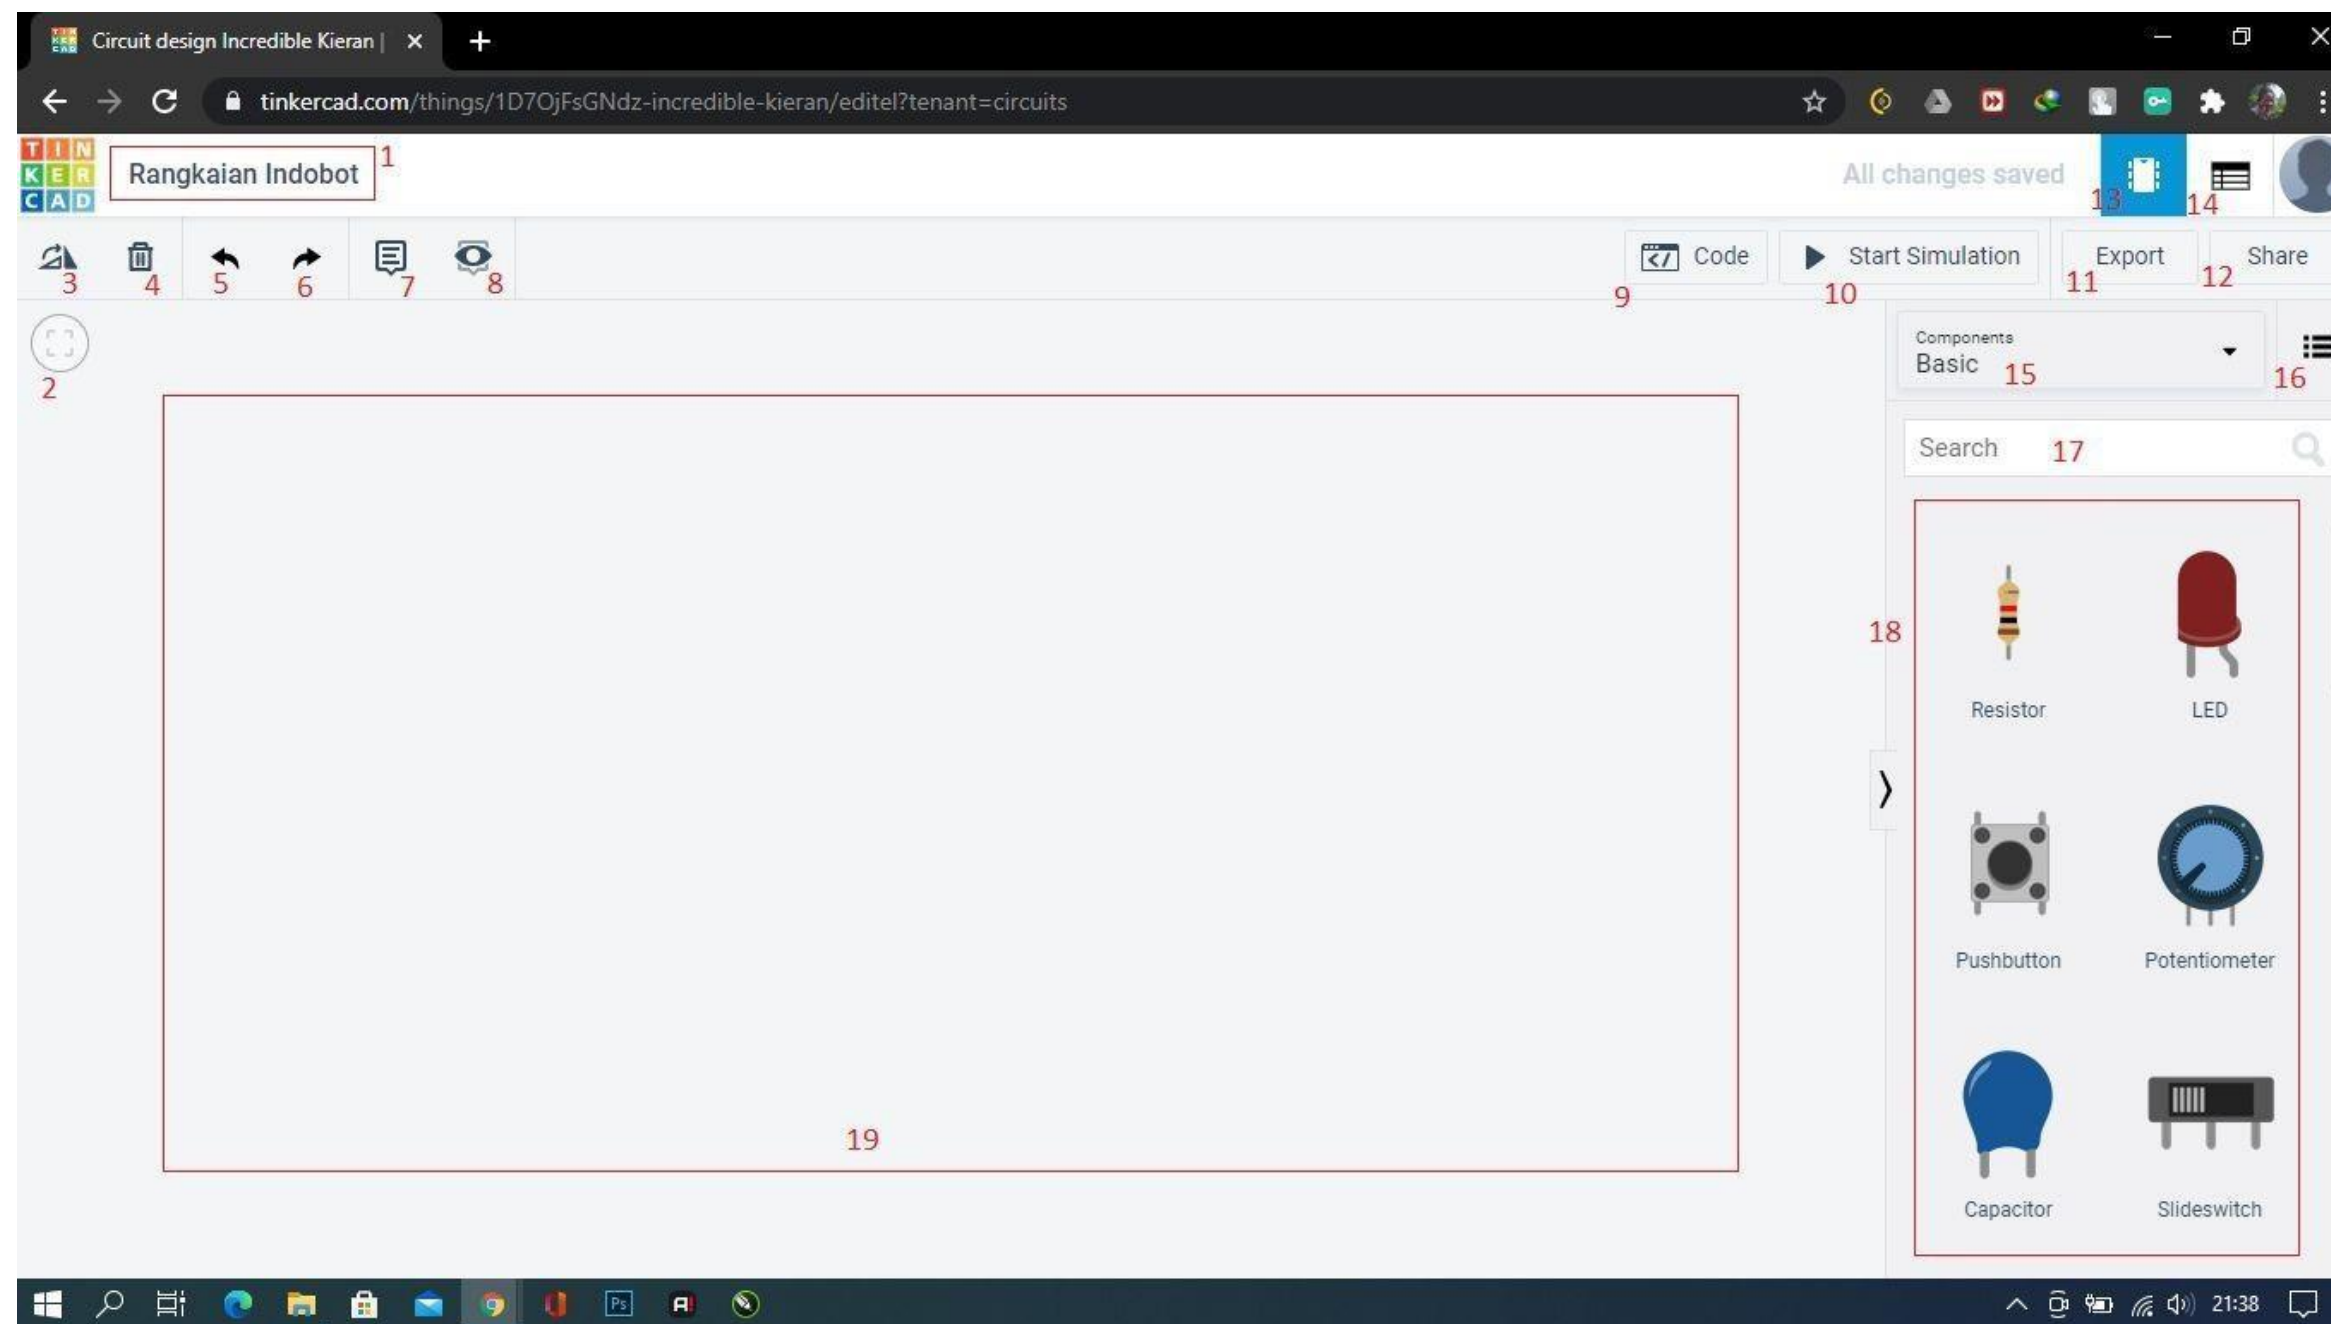 Circuit design Incredible Kieran |
tinkercad.com/things/1D7OjFsGNdz-incredible-kieran/editel?tenant=circuits
TIN
KER
CAD
Rangkaian Indobot
1
All changes saved
13
14
3
4
5
6
7
8
Code
9
Start Simulation
10
Export
11
Share
12
2
Components
Basic
15
16
Search
17
18
Resistor
LED
Pushbutton
Potentiometer
Capacitor
Slideswitch
19
Ps
21:38